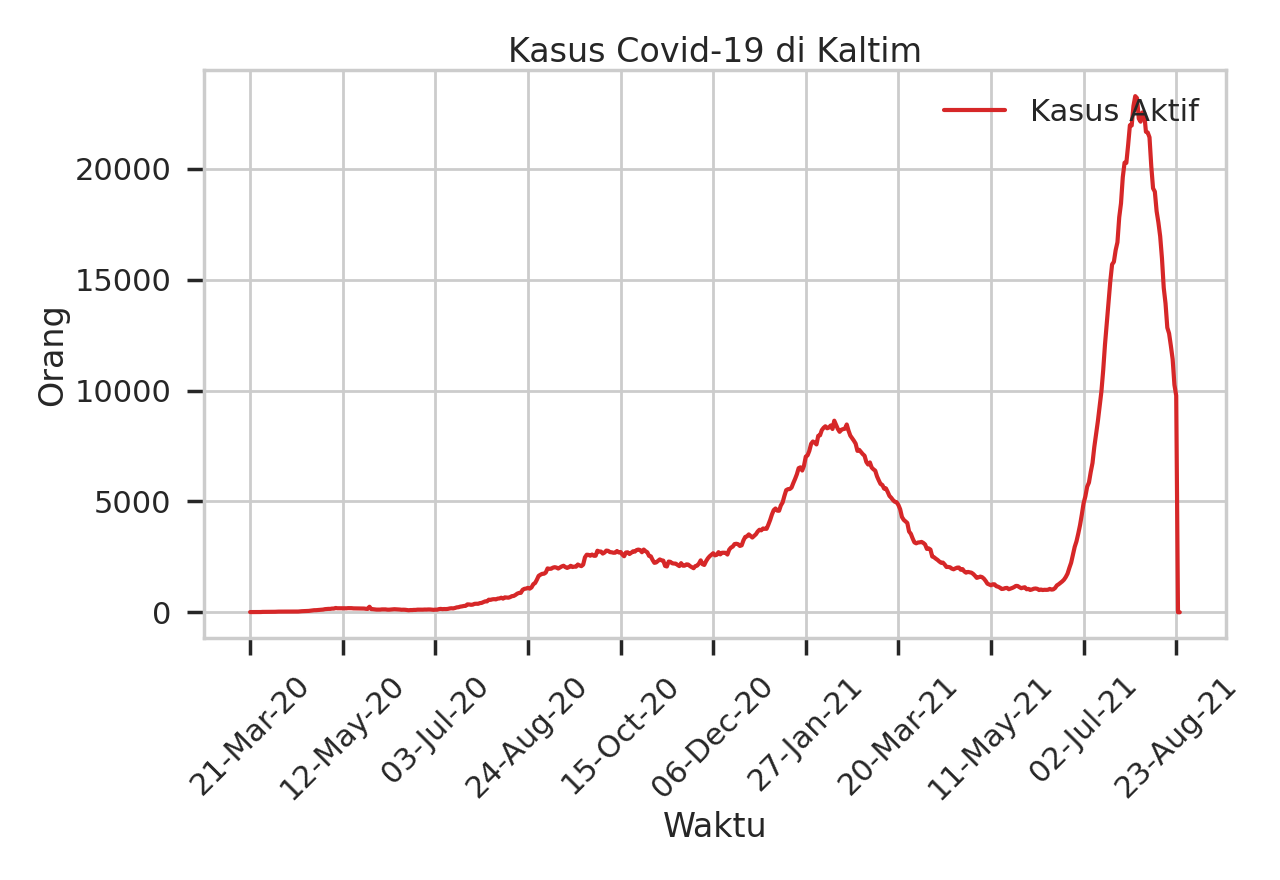 Kasus Covid-19 di Kaltim
Kasus Aktif
Orang
20000
15000
10000
5000
0
21-Mar-20
12-May-20
03-Jul-20
24-Aug-20
15-Oct-20
06-Dec-20
27-Jan-21
20-Mar-21
11-May-21
02-Jul-21
23-Aug-21
Waktu